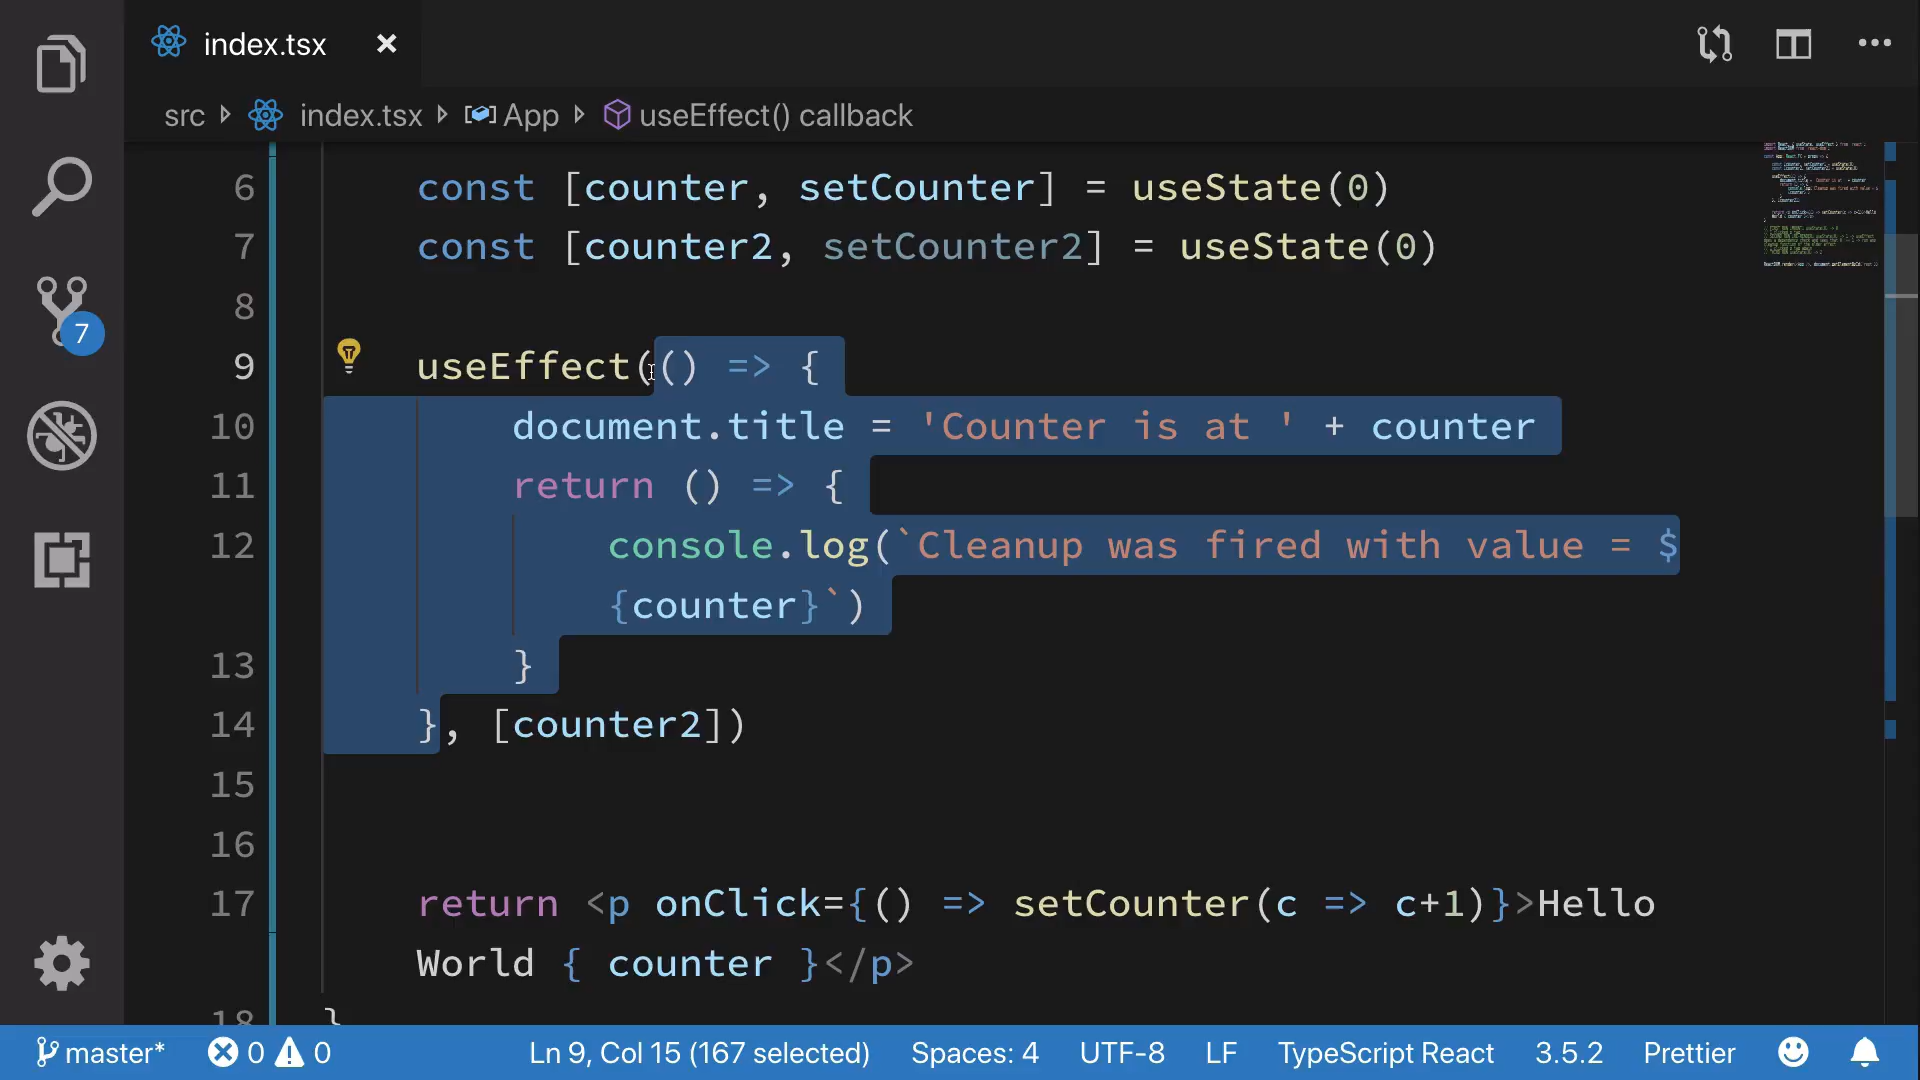 index.tsx
src index.tsx App useEffect() callback
6 const [counter, setCounter] = useState(0)
7 const [counter2, setCounter2] = useState(0)
8
9 useEffect(() => {
10 document.title = 'Counter is at ' + counter
11 return () => {
12 console.log(`Cleanup was fired with value = $
{counter}`)
13 }
14 }, [counter2])
15
16
17 return <p onClick={() => setCounter(c => c+1)}>Hello
World { counter }</p>
18 }
7
master* 0 0 Ln 9, Col 15 (167 selected) Spaces: 4 UTF-8 LF TypeScript React 3.5.2 Prettier